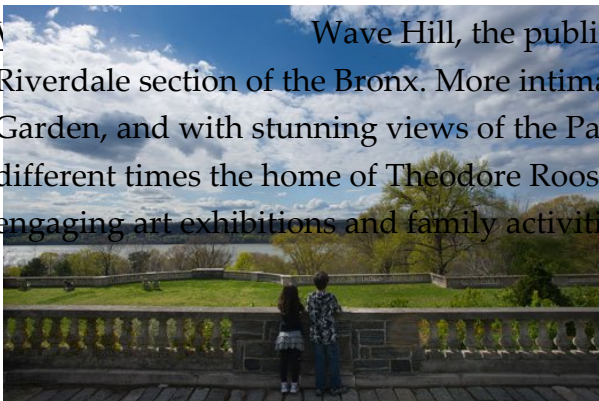 Wave Hill, the publi
Riverdale section of the Bronx. More intima
Garden, and with stunning views of the Pa
different times the home of Theodore Roos
engaging art exhibitions and family activiti